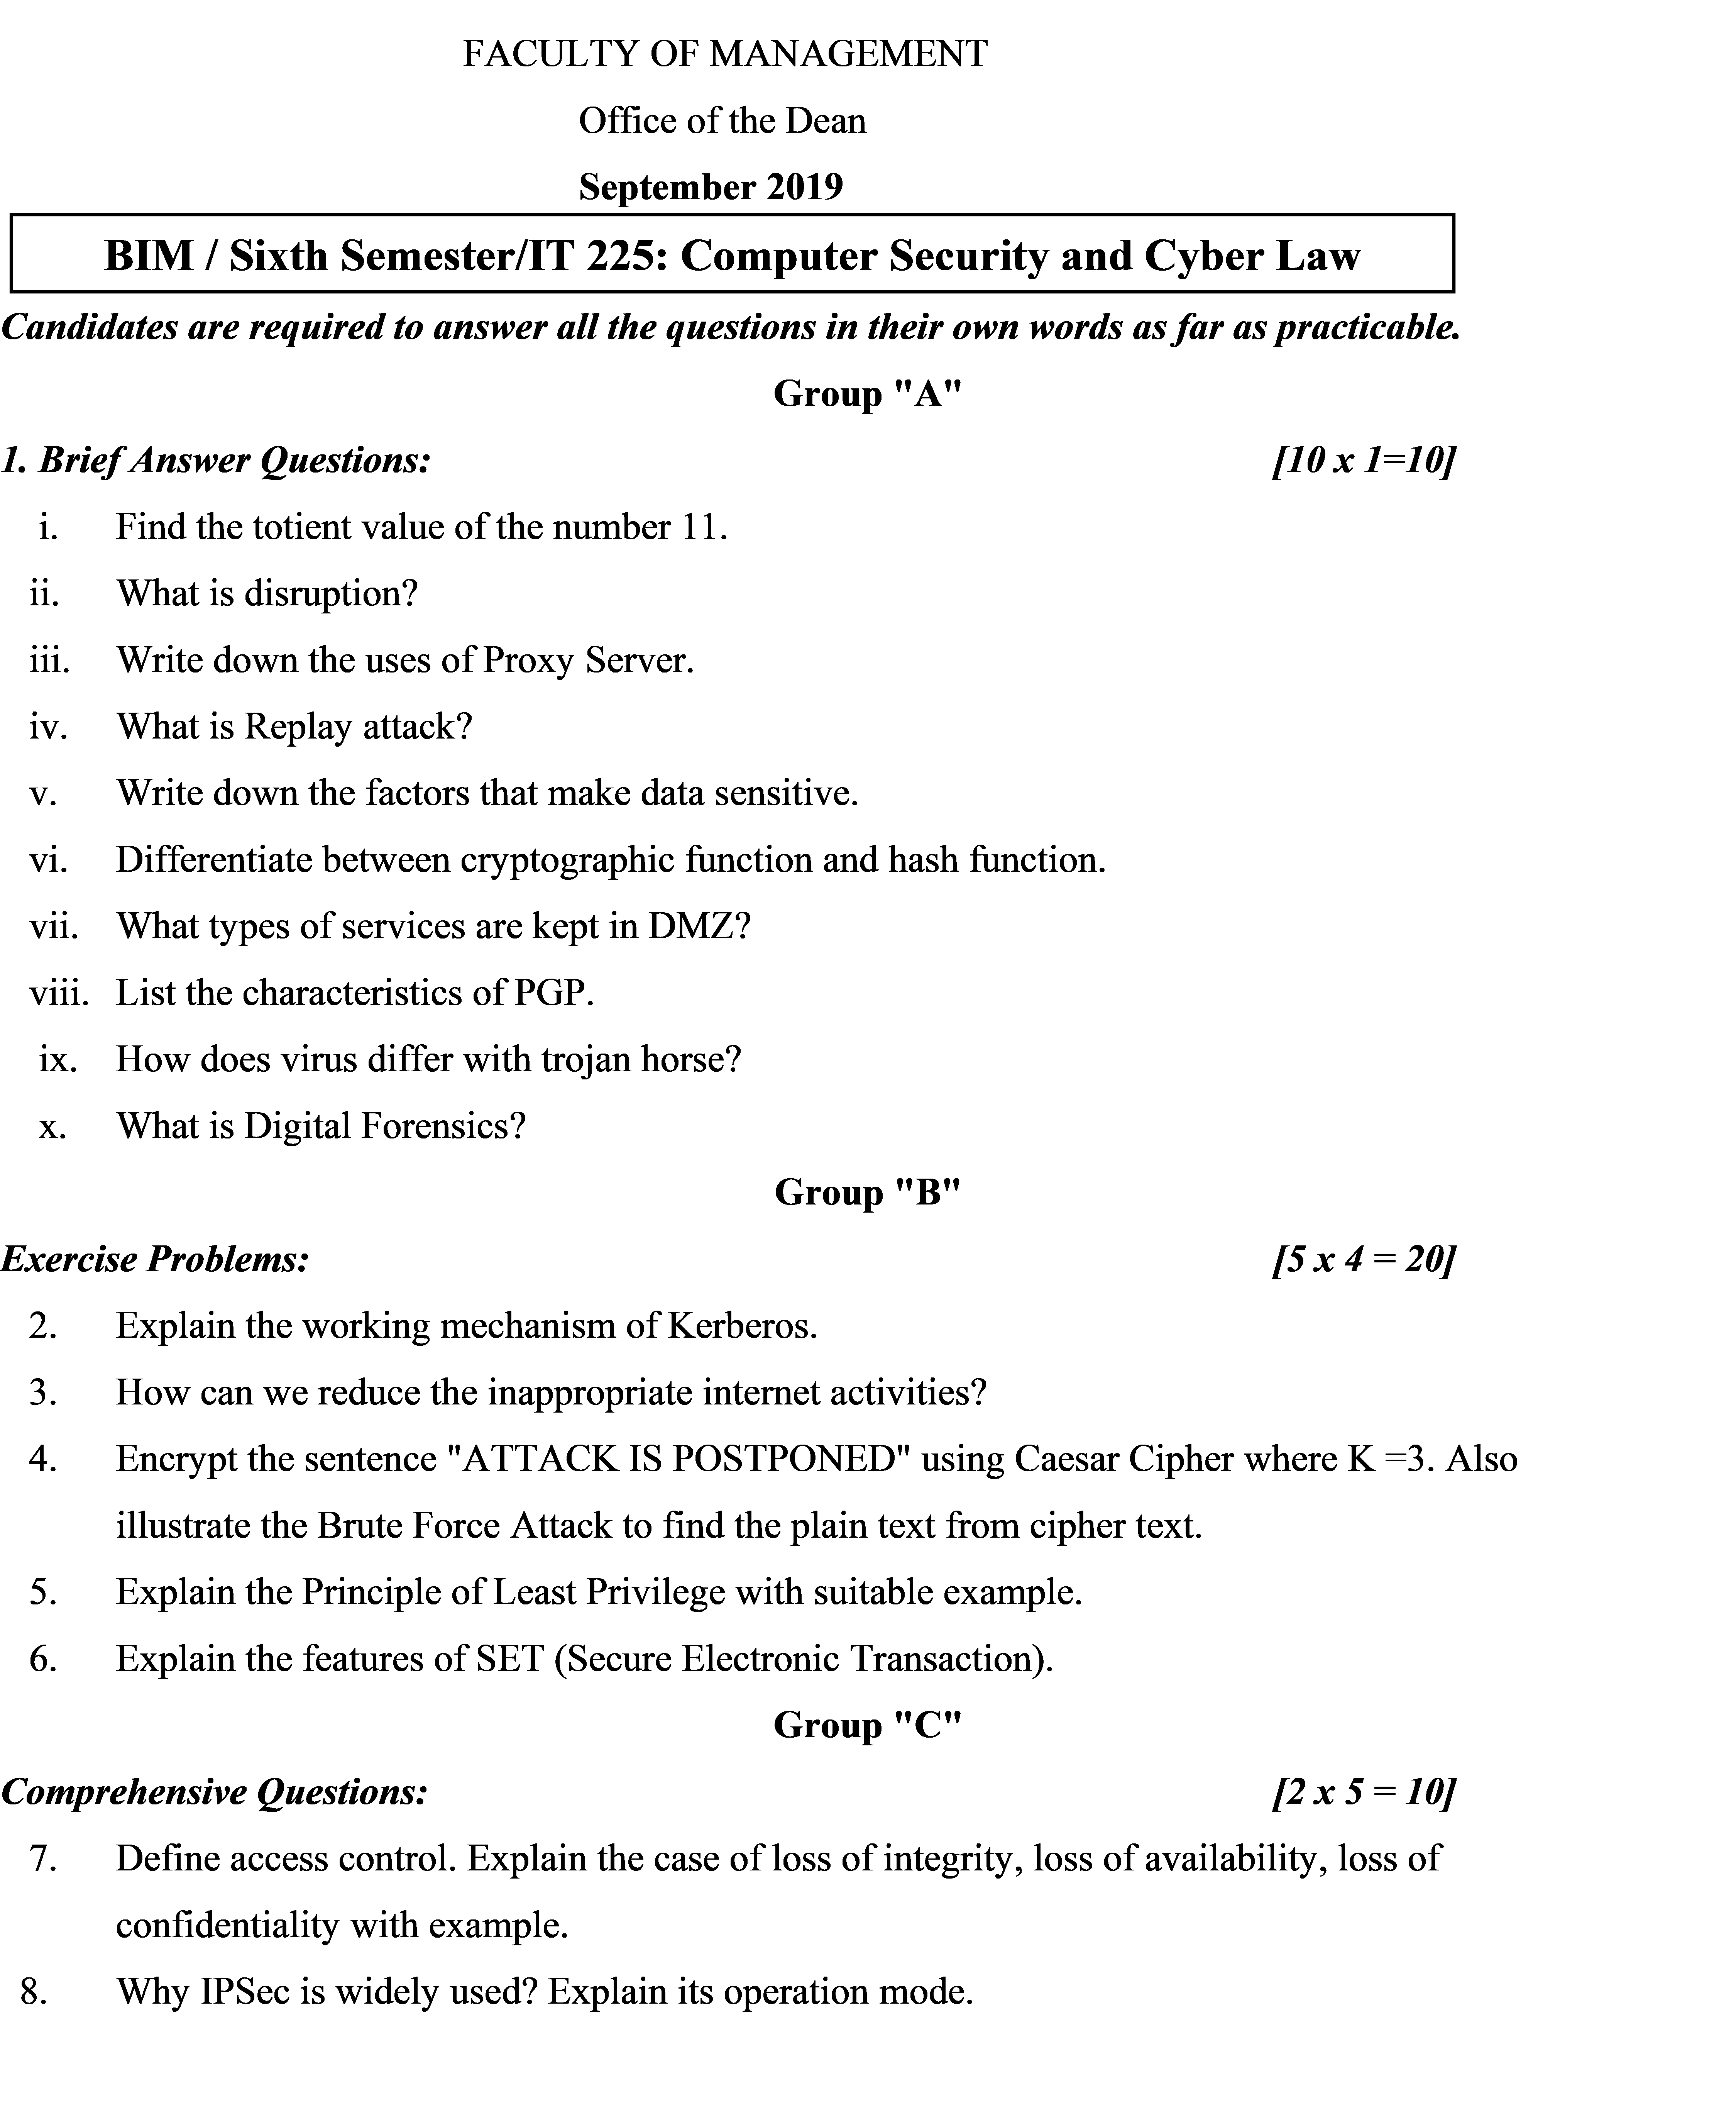 FACULTY OF MANAGEMENT
Office of the Dean
September 2019
BIM / Sixth Semester/IT 225: Computer Security and Cyber Law
Candidates are required to answer all the questions in their own words as far as practicable.
Group "A"
1. Brief Answer Questions: [10 x 1=10]
i. Find the totient value of the number 11.
ii. What is disruption?
iii. Write down the uses of Proxy Server.
iv. What is Replay attack?
v. Write down the factors that make data sensitive.
vi. Differentiate between cryptographic function and hash function.
vii. What types of services are kept in DMZ?
viii. List the characteristics of PGP.
ix. How does virus differ with trojan horse?
x. What is Digital Forensics?
Group "B"
Exercise Problems: [5 x 4 = 20]
2. Explain the working mechanism of Kerberos.
3. How can we reduce the inappropriate internet activities?
4. Encrypt the sentence "ATTACK IS POSTPONED" using Caesar Cipher where K =3. Also
illustrate the Brute Force Attack to find the plain text from cipher text.
5. Explain the Principle of Least Privilege with suitable example.
6. Explain the features of SET (Secure Electronic Transaction).
Group "C"
Comprehensive Questions: [2 x 5 = 10]
7. Define access control. Explain the case of loss of integrity, loss of availability, loss of
confidentiality with example.
8. Why IPSec is widely used? Explain its operation mode.